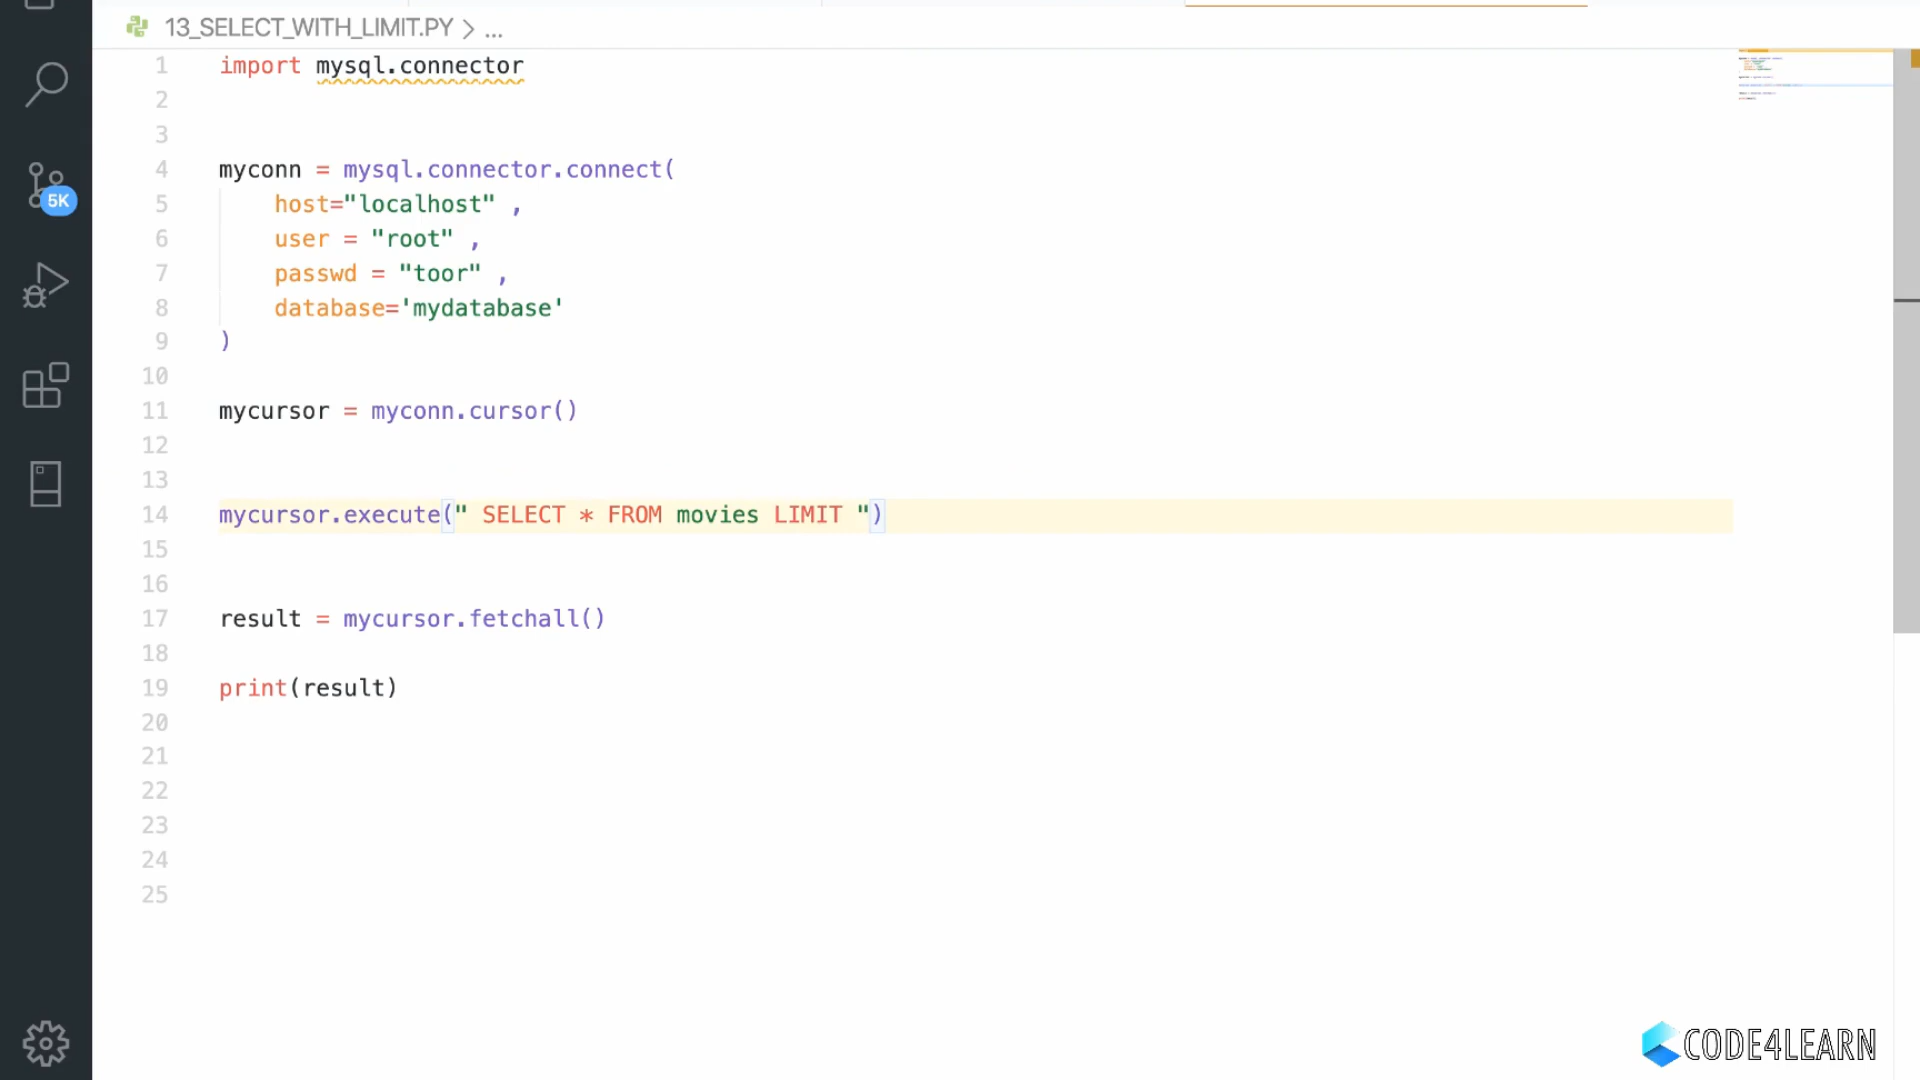 13_SELECT_WITH_LIMIT.PY > ...
1 import mysql.connector
2
3
4 myconn = mysql.connector.connect(
5 host="localhost" ,
6 user = "root" ,
7 passwd = "toor" ,
8 database='mydatabase'
9 )
10
11 mycursor = myconn.cursor()
12
13
14 mycursor.execute(" SELECT * FROM movies LIMIT ")
15
16
17 result = mycursor.fetchall()
18
19 print(result)
20
21
22
23
24
25
5K
CODE4LEARN